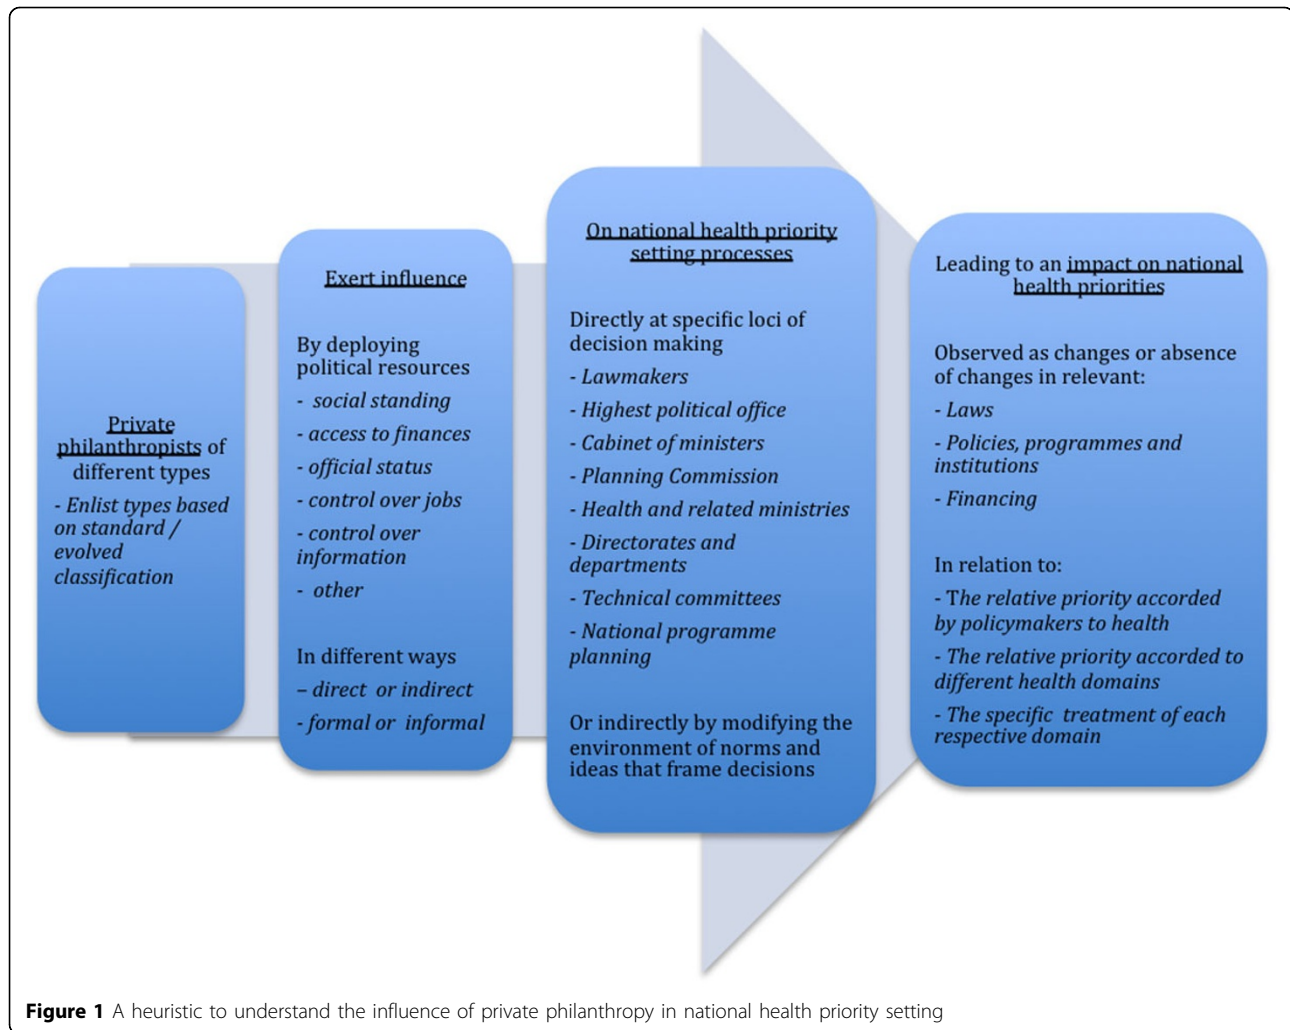 Private
philanthropists of
different types
- Enlist types based
on standard /
evolved
classification
Exert influence
By deploying
political resources
- social standing
- access to finances
- official status
- control over jobs
- control over
information
- other
In different ways
– direct or indirect
- formal or informal
On national health priority
setting processes
Directly at specific loci of
decision making
- Lawmakers
- Highest political office
- Cabinet of ministers
- Planning Commission
- Health and related ministries
- Directorates and
departments
- Technical committees
- National programme
planning
Or indirectly by modifying the
environment of norms and
ideas that frame decisions
Leading to an impact on national
health priorities
Observed as changes or absence
of changes in relevant:
- Laws
- Policies, programmes and
institutions
- Financing
In relation to:
- The relative priority accorded
by policymakers to health
- The relative priority accorded to
different health domains
- The specific treatment of each
respective domain
Figure 1 A heuristic to understand the influence of private philanthropy in national health priority setting